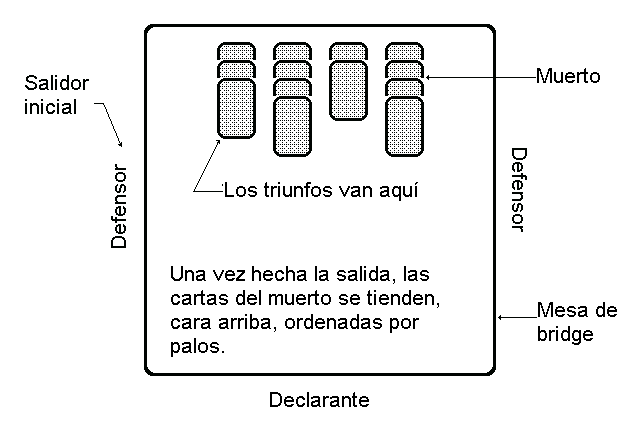 Salidor
inicial
Muerto
Defensor
Defensor
Los triunfos van aquí
Una vez hecha la salida, las
cartas del muerto se tienden,
cara arriba, ordenadas por
palos.
Mesa de
bridge
Declarante